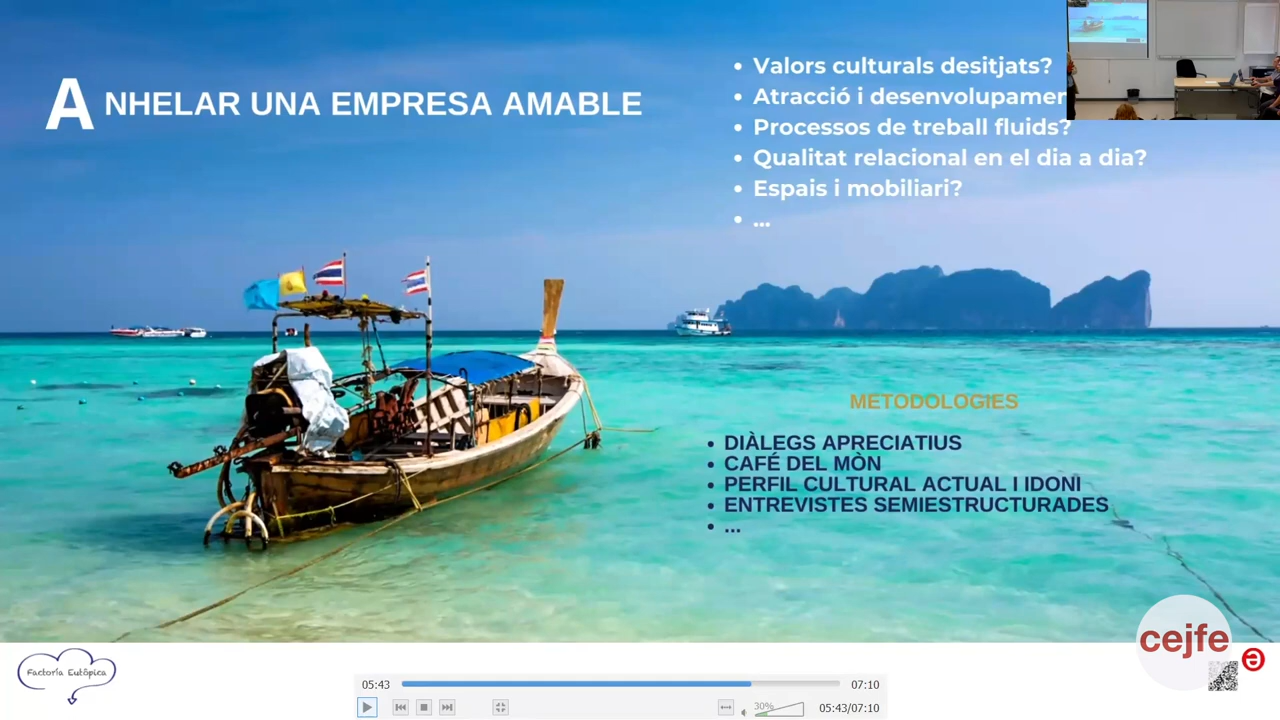 A NHELAR UNA EMPRESA AMABLE
• Valors culturals desitjats?
• Atracció i desenvolupamen
• Processos de treball fluids?
• Qualitat relacional en el dia a dia?
• Espais i mobiliari?
• ...
METODOLOGIES
• DIÀLEGS APRECIATIUS
• CAFÉ DEL MÒN
• PERFIL CULTURAL ACTUAL I IDONI
• ENTREVISTES SEMIESTRUCTURADES
• ...
cejfe
Factoría Eutópica
05:43
07:10
30%
05:43/07:10